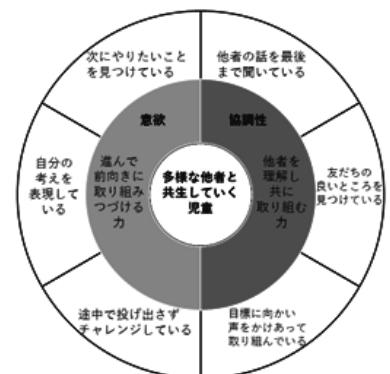 次にやりたいこと
を見つけている
他者の話を最後
まで聞いている
意欲
協調性
自分の
考えを
表現して
いる
進んで
前向きに
取り組み
つづける
力
多様な他者と
共生していく
児童
他者を
理解し
共に
取り組む
力
友だちの
良いところを
見つけている
途中で投げ出さず
チャレンジしている
目標に向かい
声をかけあって
取り組んでいる